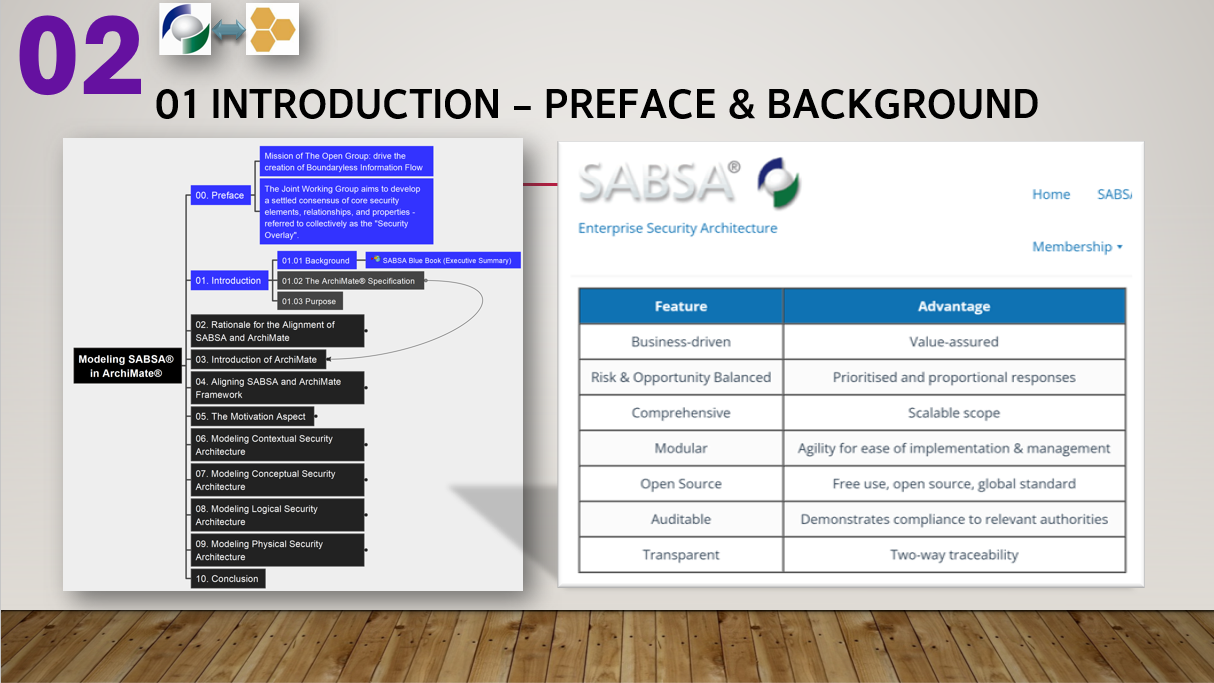 02
01 INTRODUCTION – PREFACE & BACKGROUND
Modeling SABSA®
in ArchiMate®
00. Preface
Mission of The Open Group: drive the
creation of Boundaryless Information Flow
The Joint Working Group aims to develop
a settled consensus of core security
elements, relationships, and properties -
referred to collectively as the "Security
Overlay".
01. Introduction
01.01 Background
SABSA Blue Book (Executive Summary)
01.02 The ArchiMate® Specification
01.03 Purpose
02. Rationale for the Alignment of
SABSA and ArchiMate
03. Introduction of ArchiMate
04. Aligning SABSA and ArchiMate
Framework
05. The Motivation Aspect
06. Modeling Contextual Security
Architecture
07. Modeling Conceptual Security
Architecture
08. Modeling Logical Security
Architecture
09. Modeling Physical Security
Architecture
10. Conclusion
SABSA®
Enterprise Security Architecture
Home SABSA
Membership
Feature Advantage
Business-driven Value-assured
Risk & Opportunity Balanced Prioritised and proportional responses
Comprehensive Scalable scope
Modular Agility for ease of implementation & management
Open Source Free use, open source, global standard
Auditable Demonstrates compliance to relevant authorities
Transparent Two-way traceability